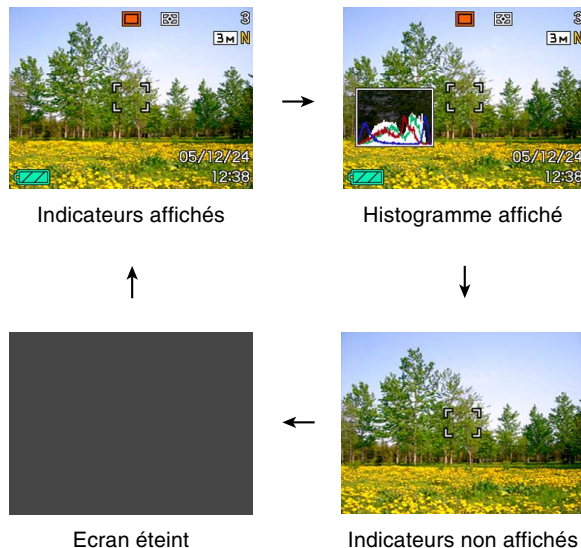 3
3M N
05/12/24
12:38
Indicateurs affichés
3
3M N
05/12/24
12:38
Histogramme affiché
Ecran éteint
Indicateurs non affichés